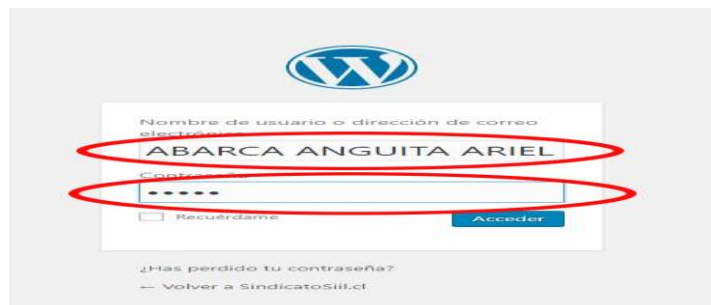 Nombre de usuario o dirección de correo
electrónico
ABARCA ANGUITA ARIEL
Contraseña
•••••
Recuérdame
Acceder
¿Has perdido tu contraseña?
← Volver a SindicatoSiil.cl